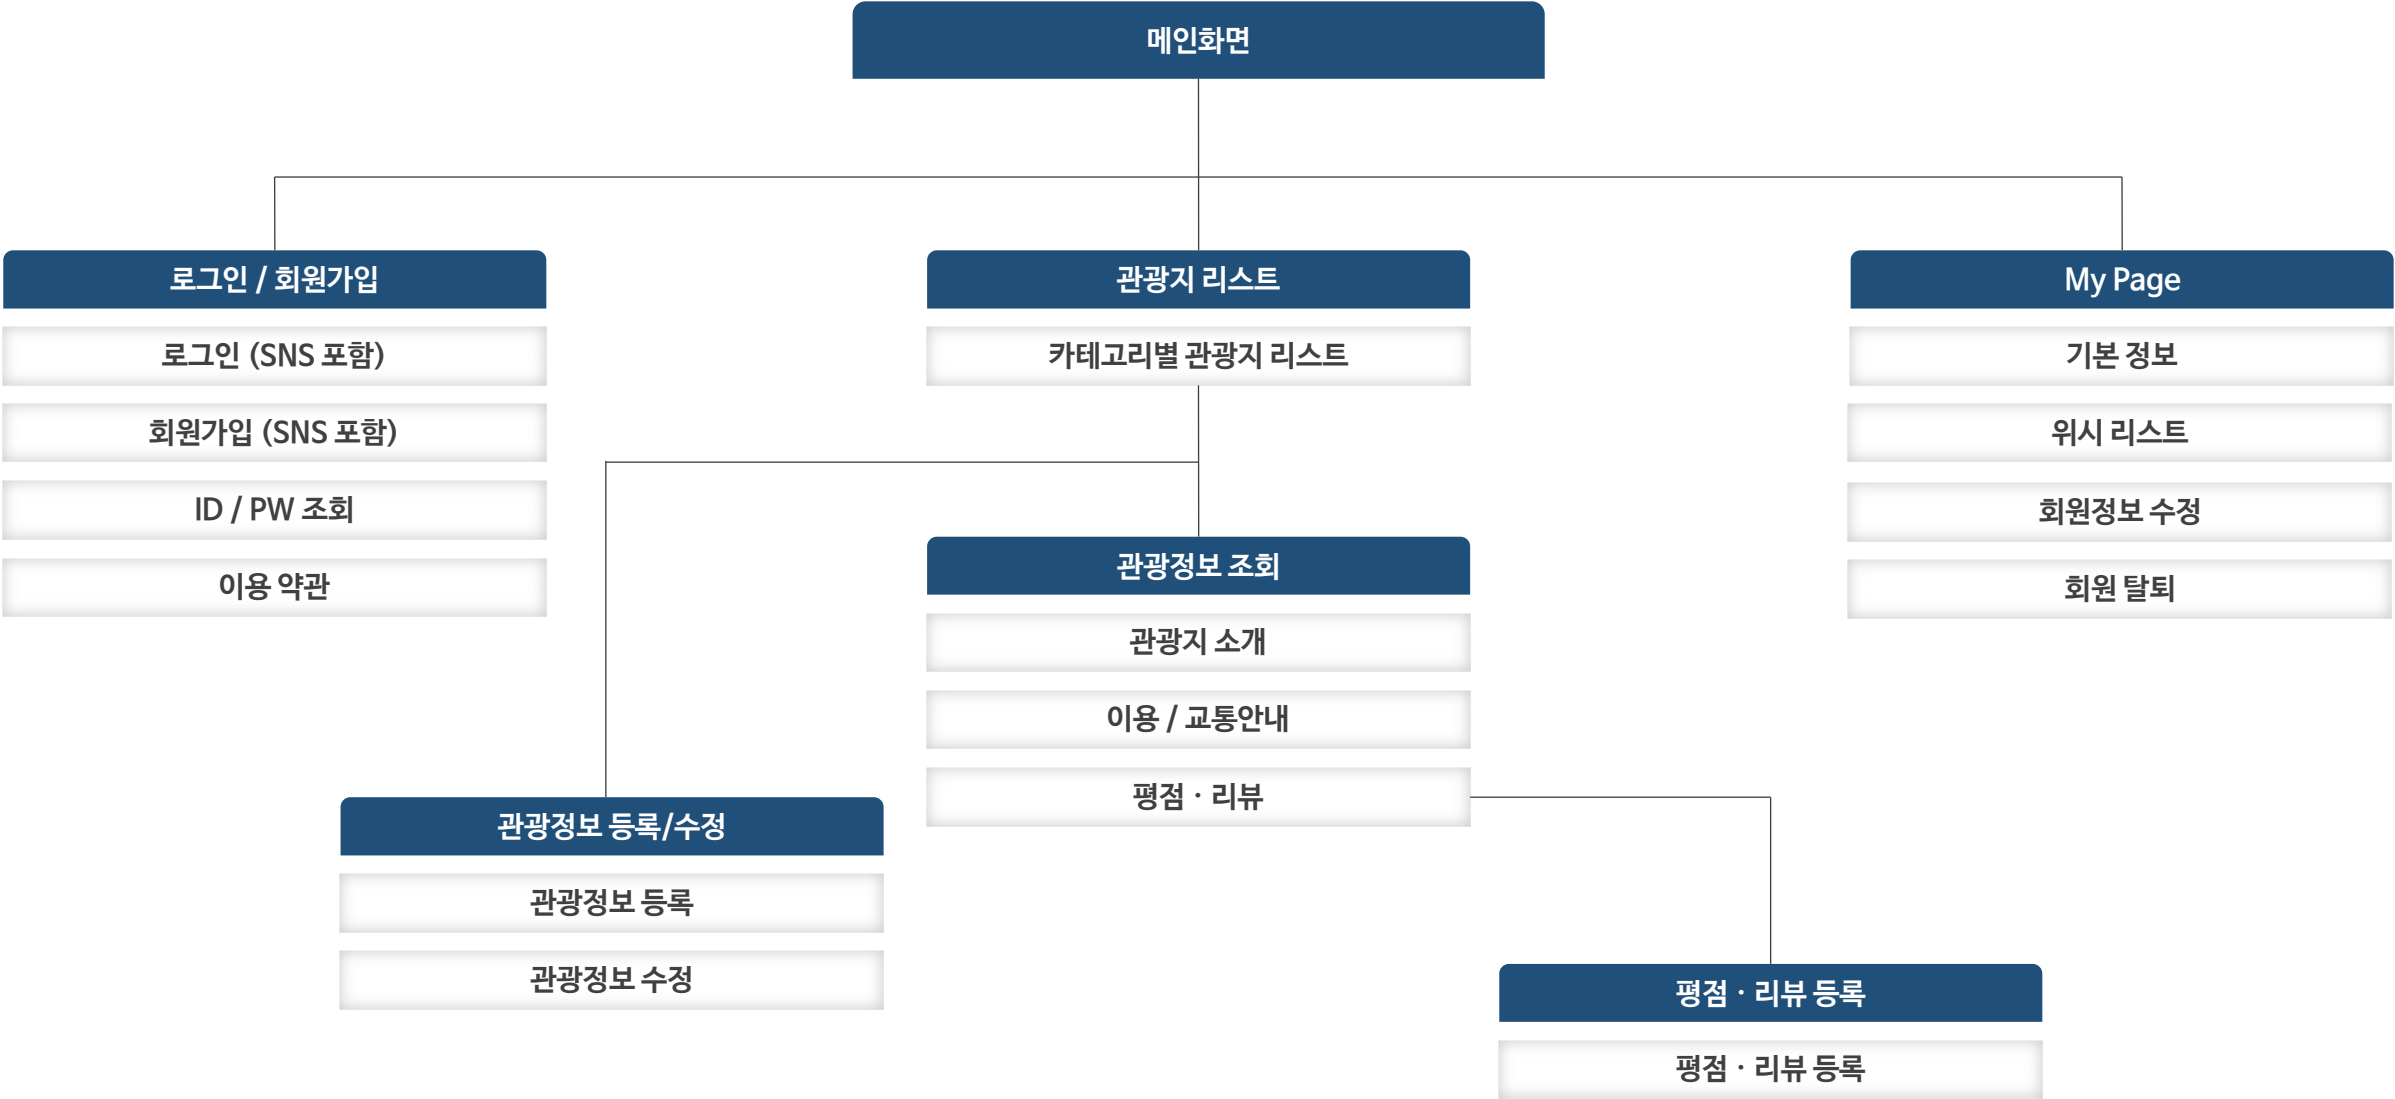 메인화면
로그인 / 회원가입
로그인 (SNS 포함)
회원가입 (SNS 포함)
ID / PW 조회
이용 약관
관광지 리스트
카테고리별 관광지 리스트
My Page
기본 정보
위시 리스트
회원정보 수정
회원 탈퇴
관광정보 조회
관광지 소개
이용 / 교통안내
평점 · 리뷰
관광정보 등록/수정
관광정보 등록
관광정보 수정
평점 · 리뷰 등록
평점 · 리뷰 등록